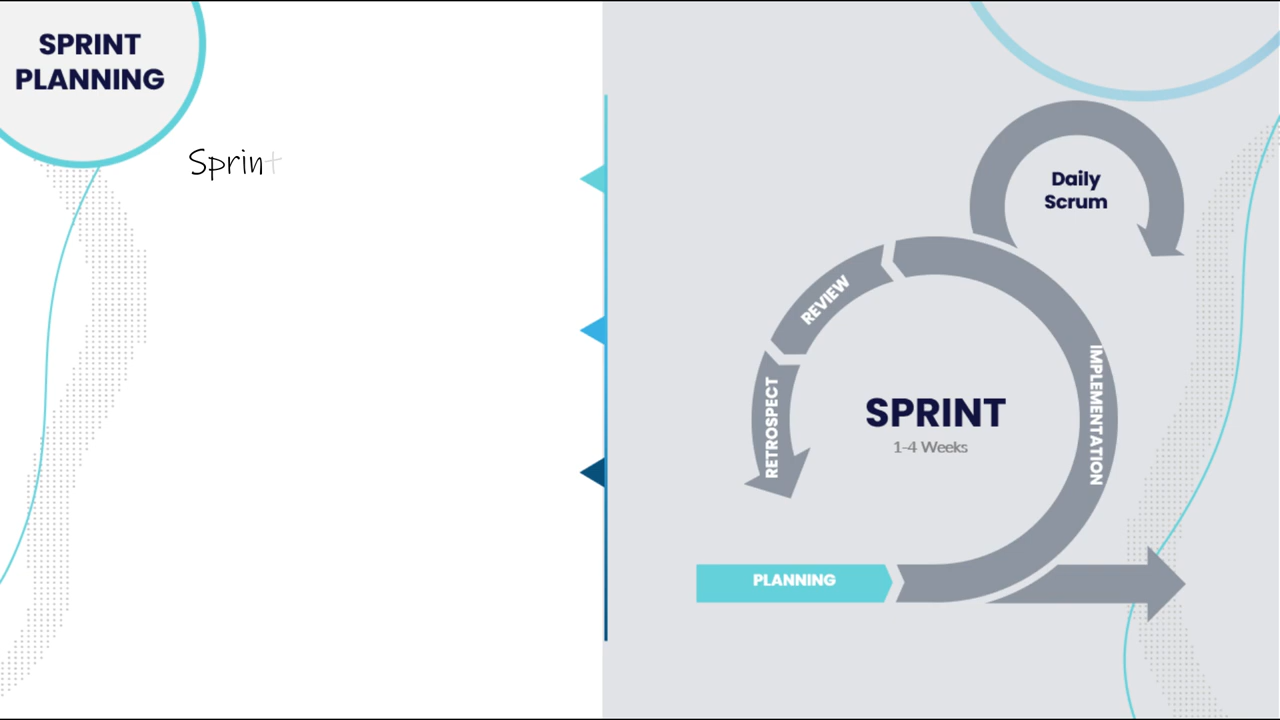 SPRINT
PLANNING
Sprint
Daily
Scrum
REVIEW
RETROSPECT
IMPLEMENTATION
SPRINT
1-4 Weeks
PLANNING